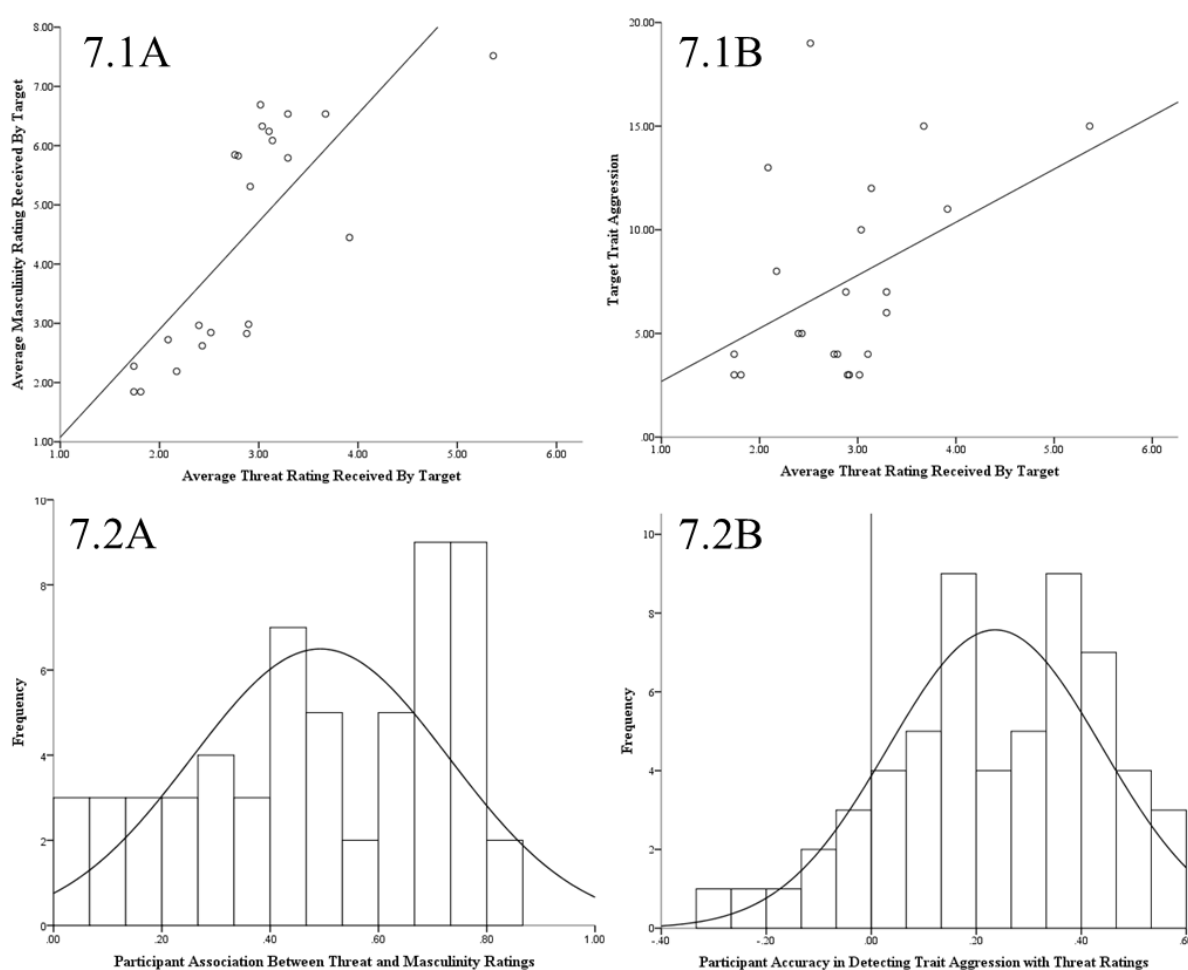 7.1A
Average Masculinity Rating Received By Target
8.00
7.00
6.00
5.00
4.00
3.00
2.00
1.00
1.00 2.00 3.00 4.00 5.00 6.00
Average Threat Rating Received By Target
7.1B
Target Trait Aggression
20.00
15.00
10.00
5.00
.00
1.00 2.00 3.00 4.00 5.00 6.00
Average Threat Rating Received By Target
7.2A
Frequency
10
8
6
4
2
0
.00 .20 .40 .60 .80 1.00
Participant Association Between Threat and Masculinity Ratings
7.2B
Frequency
10
8
6
4
2
0
-.40 -.20 .00 .20 .40 .60
Participant Accuracy in Detecting Trait Aggression with Threat Ratings